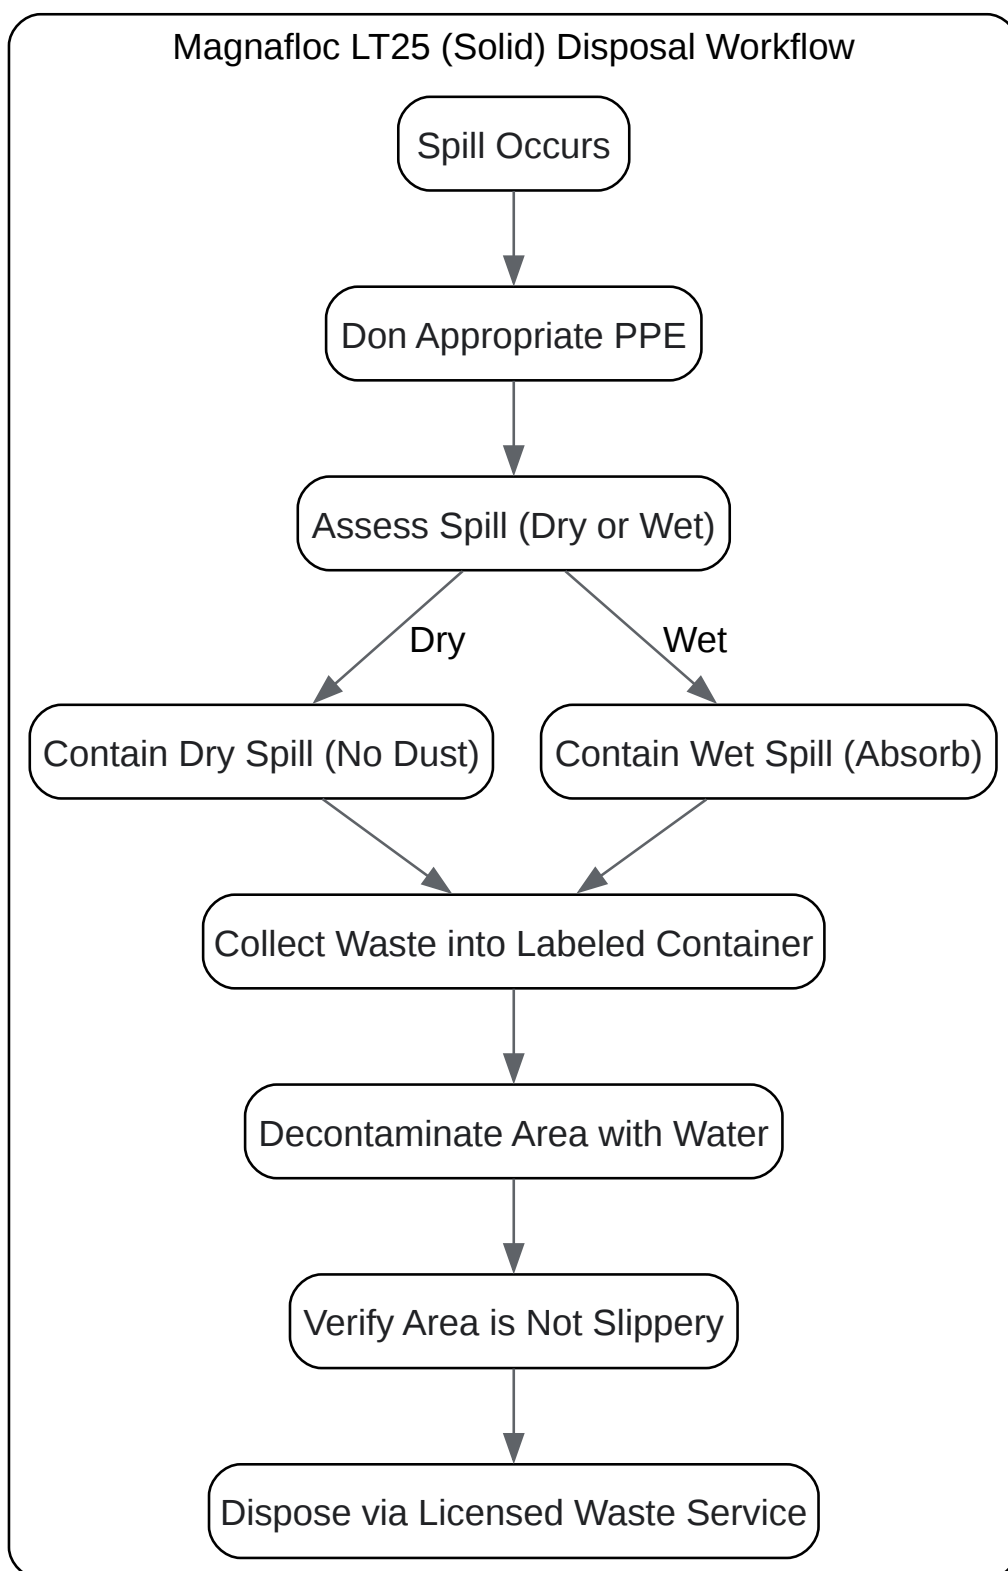 Magnafloc LT25 (Solid) Disposal Workflow
Spill Occurs
Don Appropriate PPE
Assess Spill (Dry or Wet)
Dry
Wet
Contain Dry Spill (No Dust)
Contain Wet Spill (Absorb)
Collect Waste into Labeled Container
Decontaminate Area with Water
Verify Area is Not Slippery
Dispose via Licensed Waste Service